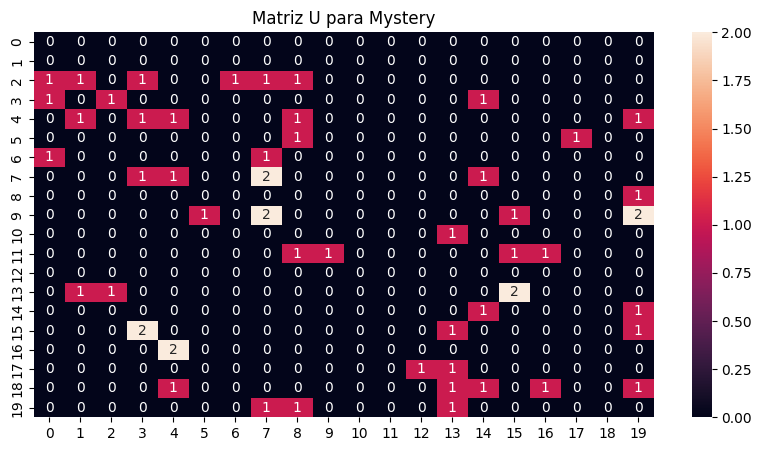 Matriz U para Mystery
0 0 0 0 0 0 0 0 0 0 0 0 0 0 0 0 0 0 0 0 0
1 0 0 0 0 0 0 0 0 0 0 0 0 0 0 0 0 0 0 0 0
2 1 1 0 1 0 0 1 1 1 0 0 0 0 0 0 0 0 0 0 0
3 1 0 1 0 0 0 0 0 0 0 0 0 0 0 1 0 0 0 0 0
4 0 1 0 1 1 0 0 0 1 0 0 0 0 0 0 0 0 0 0 1
5 0 0 0 0 0 0 0 0 1 0 0 0 0 0 0 0 0 1 0 0
6 1 0 0 0 0 0 0 1 0 0 0 0 0 0 0 0 0 0 0 0
7 0 0 0 1 1 0 0 2 0 0 0 0 0 0 1 0 0 0 0 0
8 0 0 0 0 0 0 0 0 0 0 0 0 0 0 0 0 0 0 0 1
9 0 0 0 0 0 1 0 2 0 0 0 0 0 0 0 1 0 0 0 2
10 0 0 0 0 0 0 0 0 0 0 0 0 0 1 0 0 0 0 0 0
11 0 0 0 0 0 0 0 0 1 1 0 0 0 0 0 1 1 0 0 0
12 0 0 0 0 0 0 0 0 0 0 0 0 0 0 0 0 0 0 0 0
13 0 1 1 0 0 0 0 0 0 0 0 0 0 0 0 2 0 0 0 0
14 0 0 0 0 0 0 0 0 0 0 0 0 0 0 1 0 0 0 0 1
15 0 0 0 2 0 0 0 0 0 0 0 0 0 1 0 0 0 0 0 1
16 0 0 0 0 2 0 0 0 0 0 0 0 0 0 0 0 0 0 0 0
17 0 0 0 0 0 0 0 0 0 0 0 0 1 1 0 0 0 0 0 0
18 0 0 0 0 1 0 0 0 0 0 0 0 0 1 1 0 1 0 0 1
19 0 0 0 0 0 0 0 1 1 0 0 0 0 1 0 0 0 0 0 0
0 1 2 3 4 5 6 7 8 9 10 11 12 13 14 15 16 17 18 19
2.00
1.75
1.50
1.25
1.00
0.75
0.50
0.25
0.00